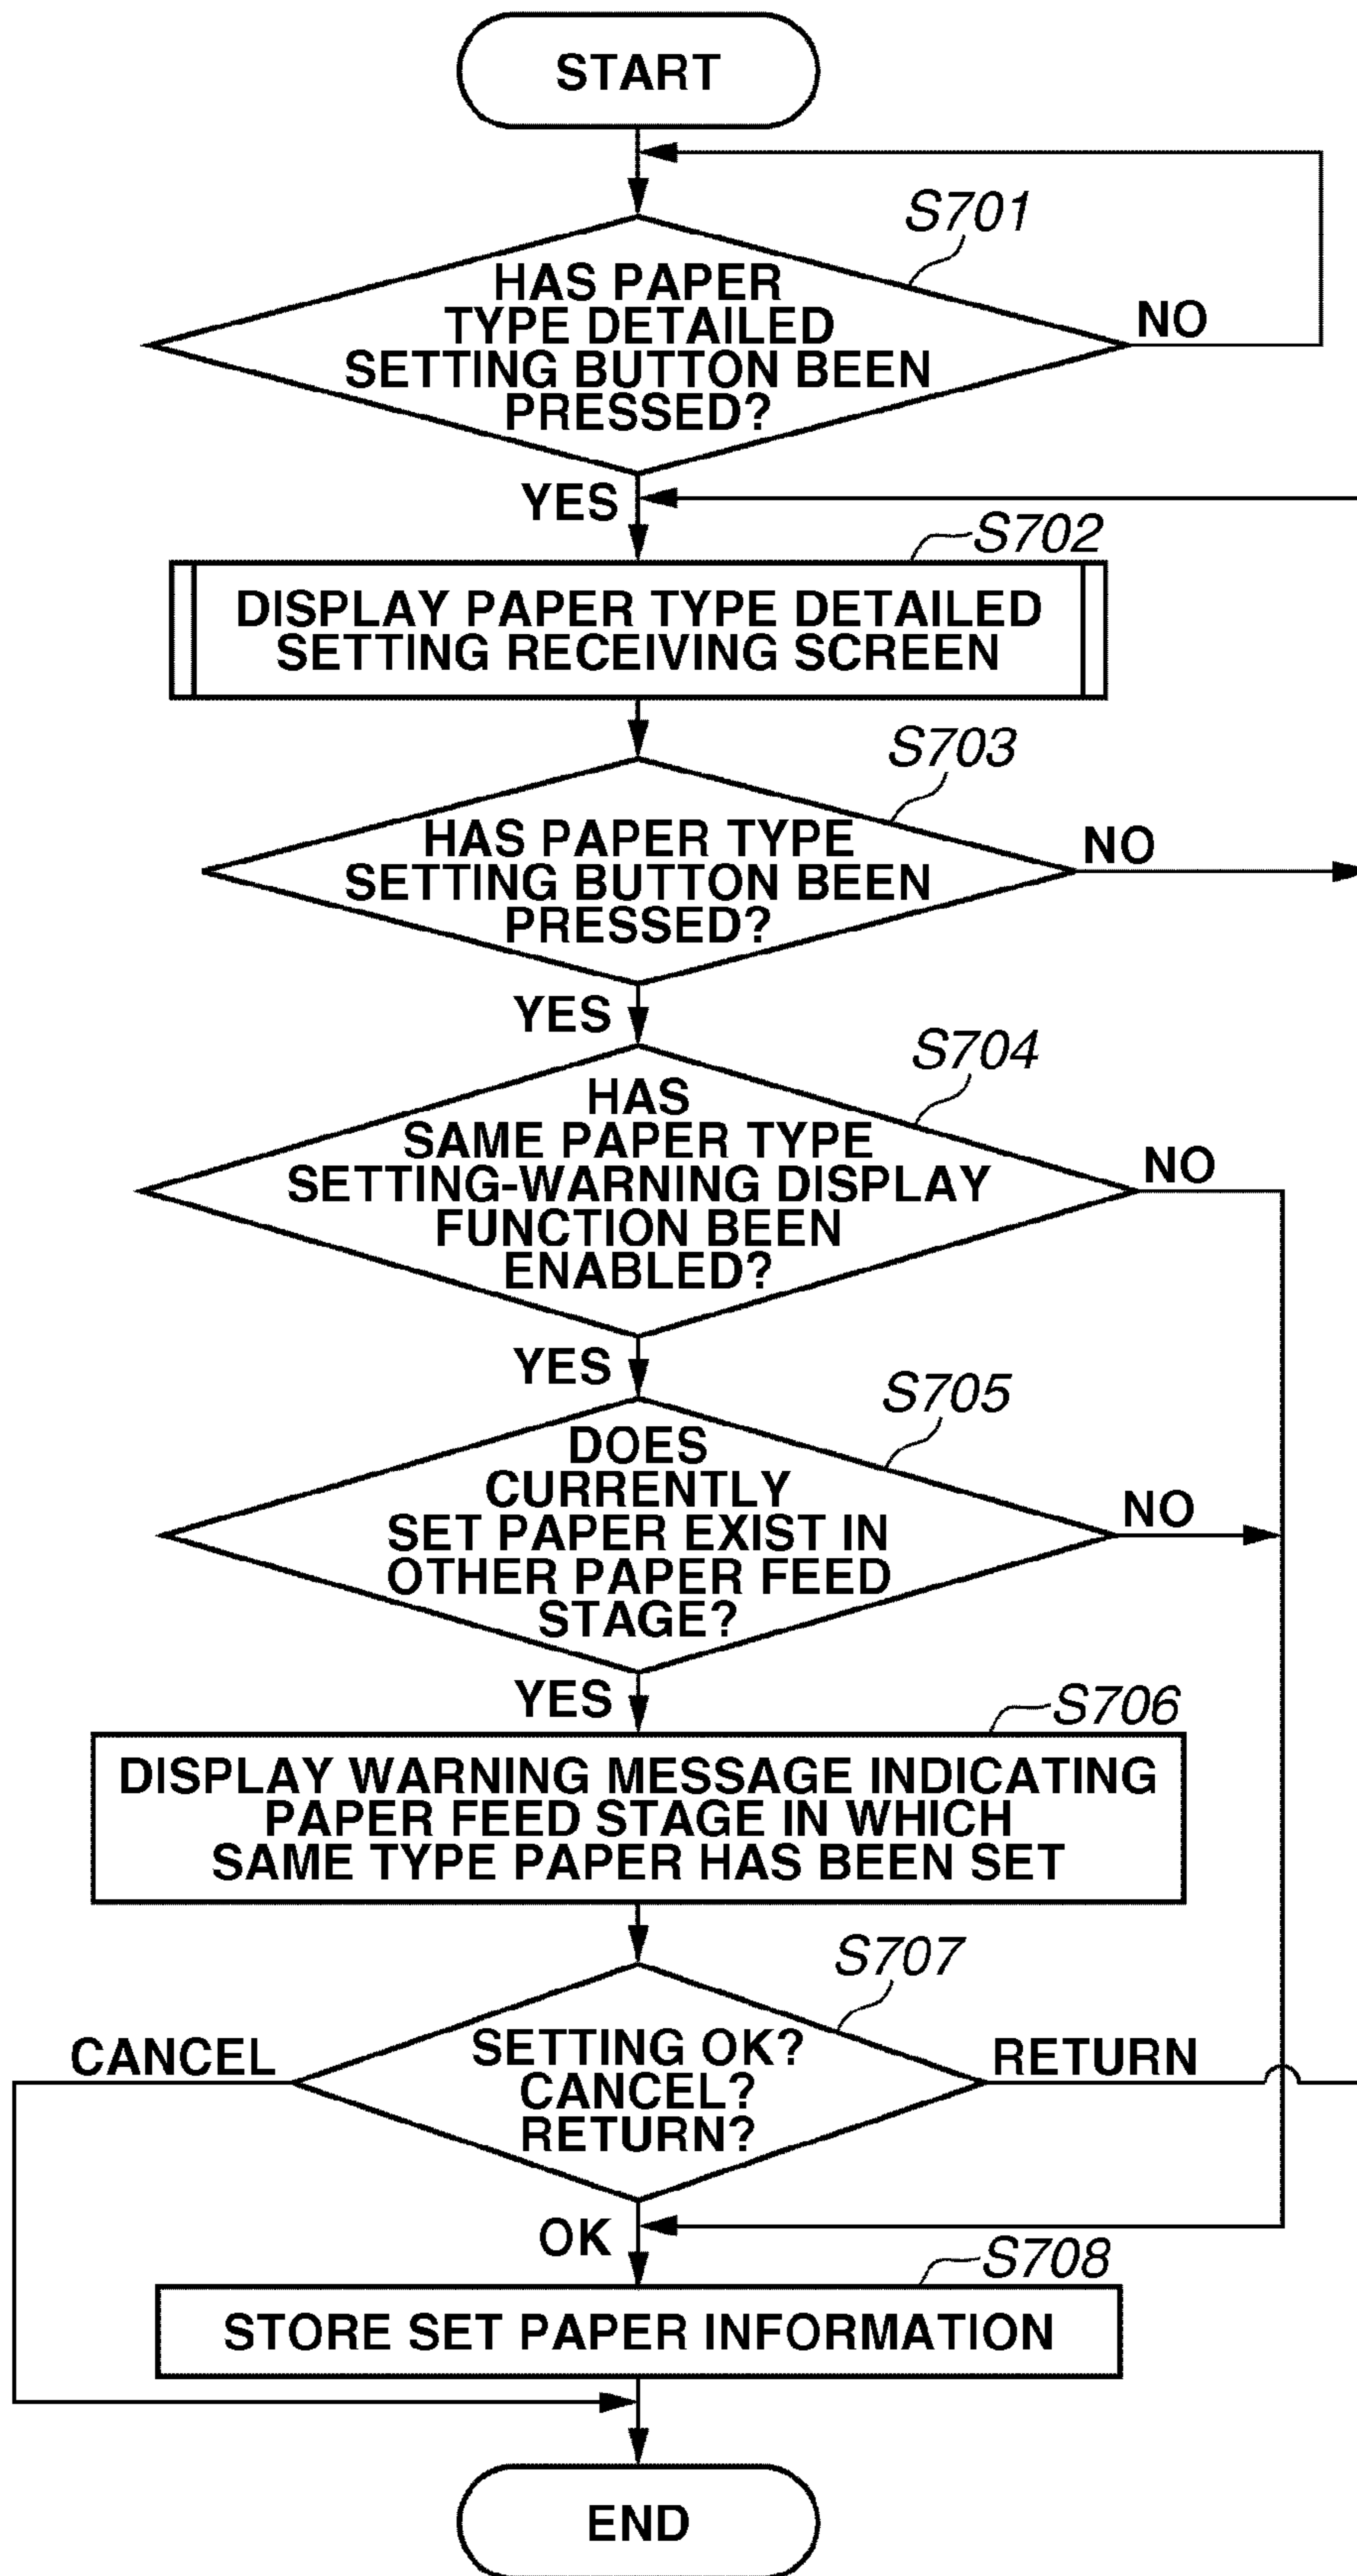 START
S701
HAS PAPER
TYPE DETAILED
SETTING BUTTON BEEN
PRESSED?
NO
YES
S702
DISPLAY PAPER TYPE DETAILED
SETTING RECEIVING SCREEN
S703
HAS PAPER TYPE
SETTING BUTTON BEEN
PRESSED?
NO
YES
S704
HAS
SAME PAPER TYPE
SETTING-WARNING DISPLAY
FUNCTION BEEN
ENABLED?
NO
YES
S705
DOES
CURRENTLY
SET PAPER EXIST IN
OTHER PAPER FEED
STAGE?
NO
YES
S706
DISPLAY WARNING MESSAGE INDICATING
PAPER FEED STAGE IN WHICH
SAME TYPE PAPER HAS BEEN SET
S707
CANCEL
SETTING OK?
CANCEL?
RETURN?
RETURN
OK
S708
STORE SET PAPER INFORMATION
END